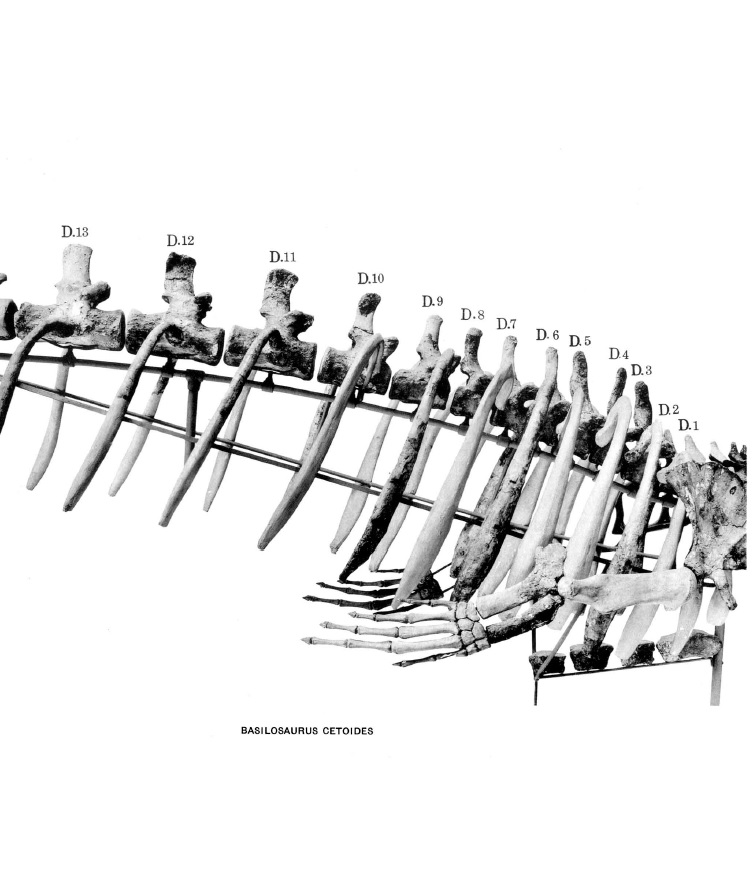 D.13
D.12
D.11
D.10
D.9
D.8
D.7
D.6
D.5
D.4
D.3
D.2
D.1
BASILOSAURUS CETOIDES